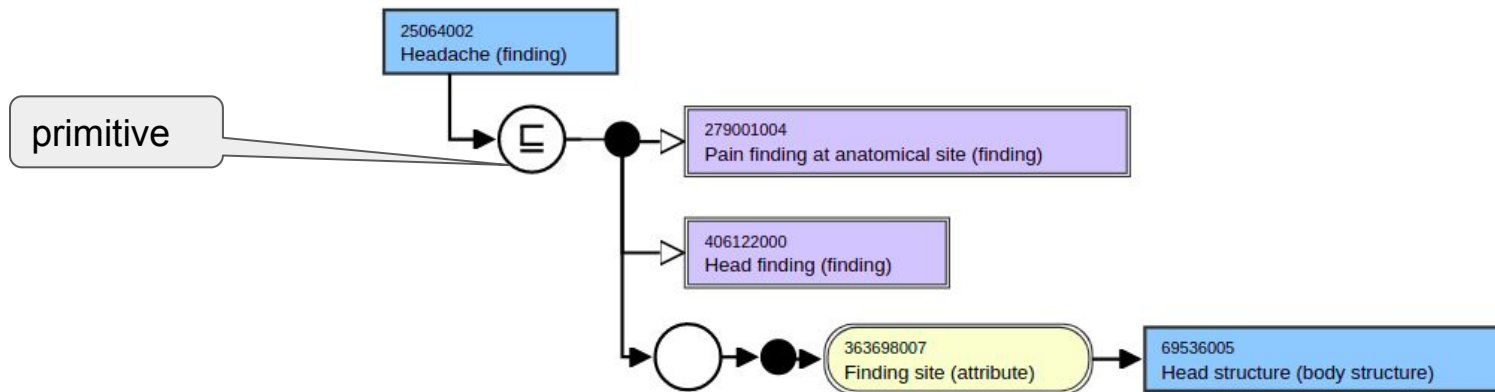 25064002
Headache (finding)
primitive
⊑
279001004
Pain finding at anatomical site (finding)
406122000
Head finding (finding)
363698007
Finding site (attribute)
69536005
Head structure (body structure)